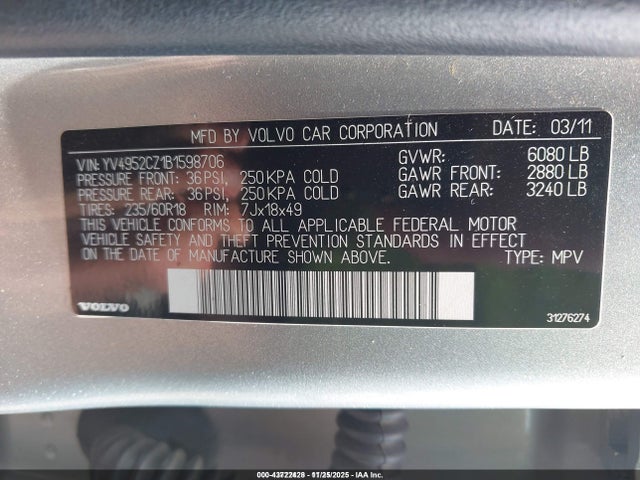 MFD BY VOLVO CAR CORPORATION DATE: 03/11
VIN: YV4952CZ1B1598706 GVWR: 6080 LB
PRESSURE FRONT: 36 PSI, 250 KPA COLD GAWR FRONT: 2880 LB
PRESSURE REAR: 36 PSI, 250 KPA COLD GAWR REAR: 3240 LB
TIRES: 235/60R18 RIM: 7Jx18x49
THIS VEHICLE CONFORMS TO ALL APPLICABLE FEDERAL MOTOR
VEHICLE SAFETY AND THEFT PREVENTION STANDARDS IN EFFECT
ON THE DATE OF MANUFACTURE SHOWN ABOVE. TYPE: MPV
VOLVO 31276274
000-43722628 - 11/25/2025 - IAA, Inc.